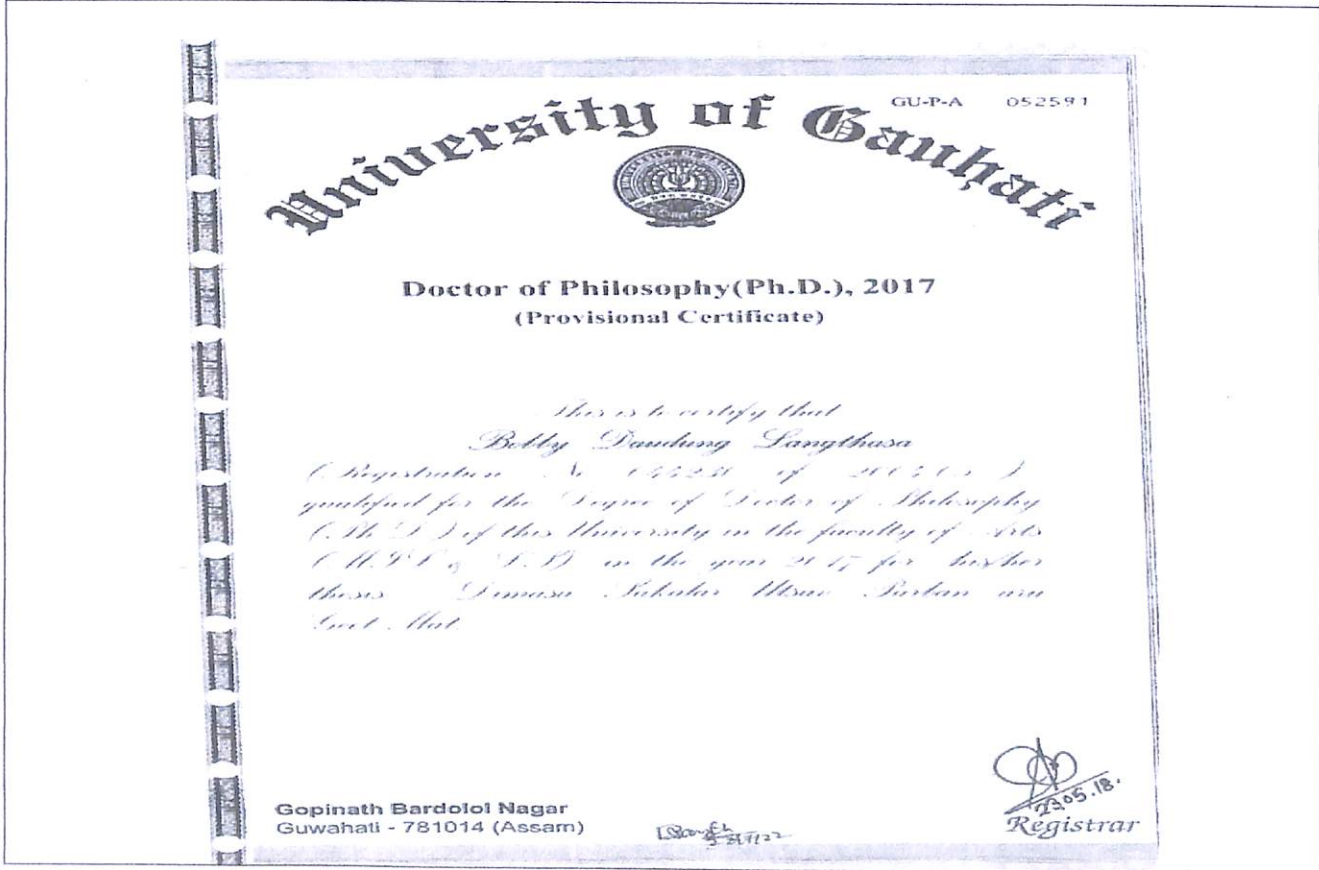 GU-P-A 052591
University of Gauhati
Doctor of Philosophy(Ph.D.), 2017
(Provisional Certificate)
This is to certify that
Bobby Daudung Langthasa
(Registration No of )
qualified for the Degree of Doctor of Philosophy
(Ph.D.) of this University in the faculty of Arts
in the year 2017 for his/her
thesis Dimasa Utsav Parban aru
Geet Mat
Gopinath Bardoloi Nagar
Guwahati - 781014 (Assam)
23.05.18.
Registrar